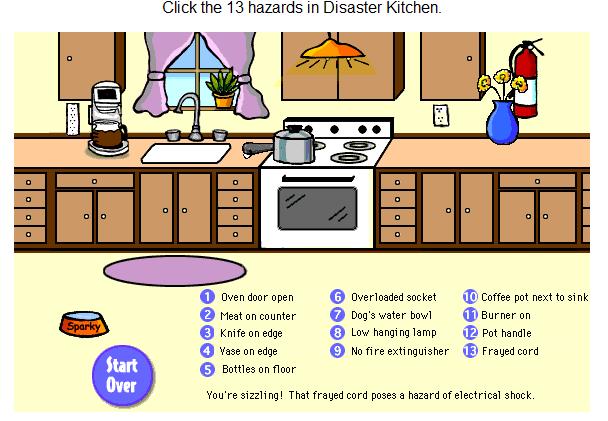 Click the 13 hazards in Disaster Kitchen.
Sparky
Start
Over
1 Oven door open
2 Meat on counter
3 Knife on edge
4 Vase on edge
5 Bottles on floor
6 Overloaded socket
7 Dog's water bowl
8 Low hanging lamp
9 No fire extinguisher
10 Coffee pot next to sink
11 Burner on
12 Pot handle
13 Frayed cord
You're sizzling! That frayed cord poses a hazard of electrical shock.